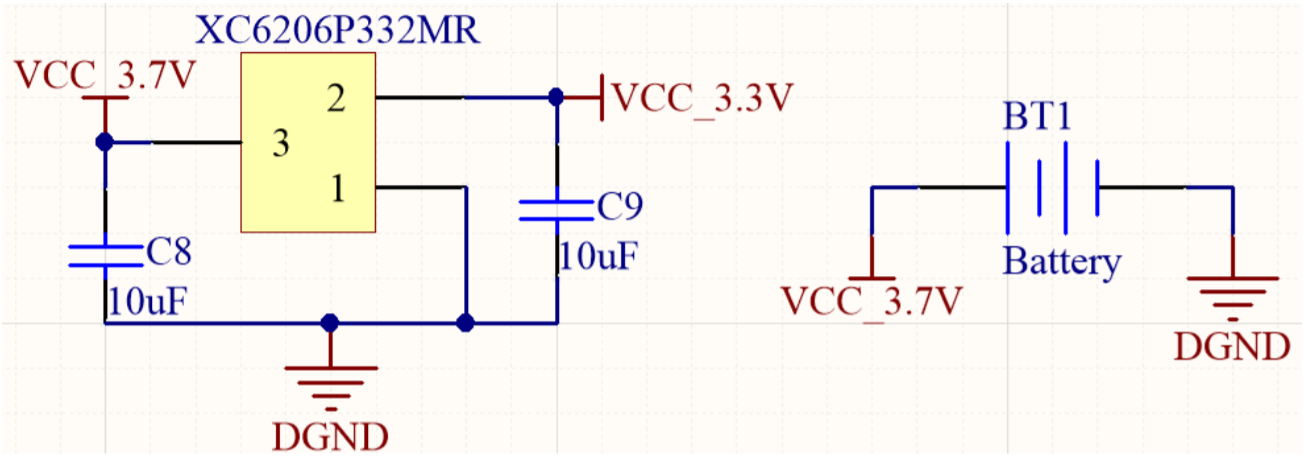 XC6206P332MR
VCC_3.7V
2
VCC_3.3V
3
1
C8
10uF
C9
10uF
DGND
BT1
Battery
VCC_3.7V
DGND